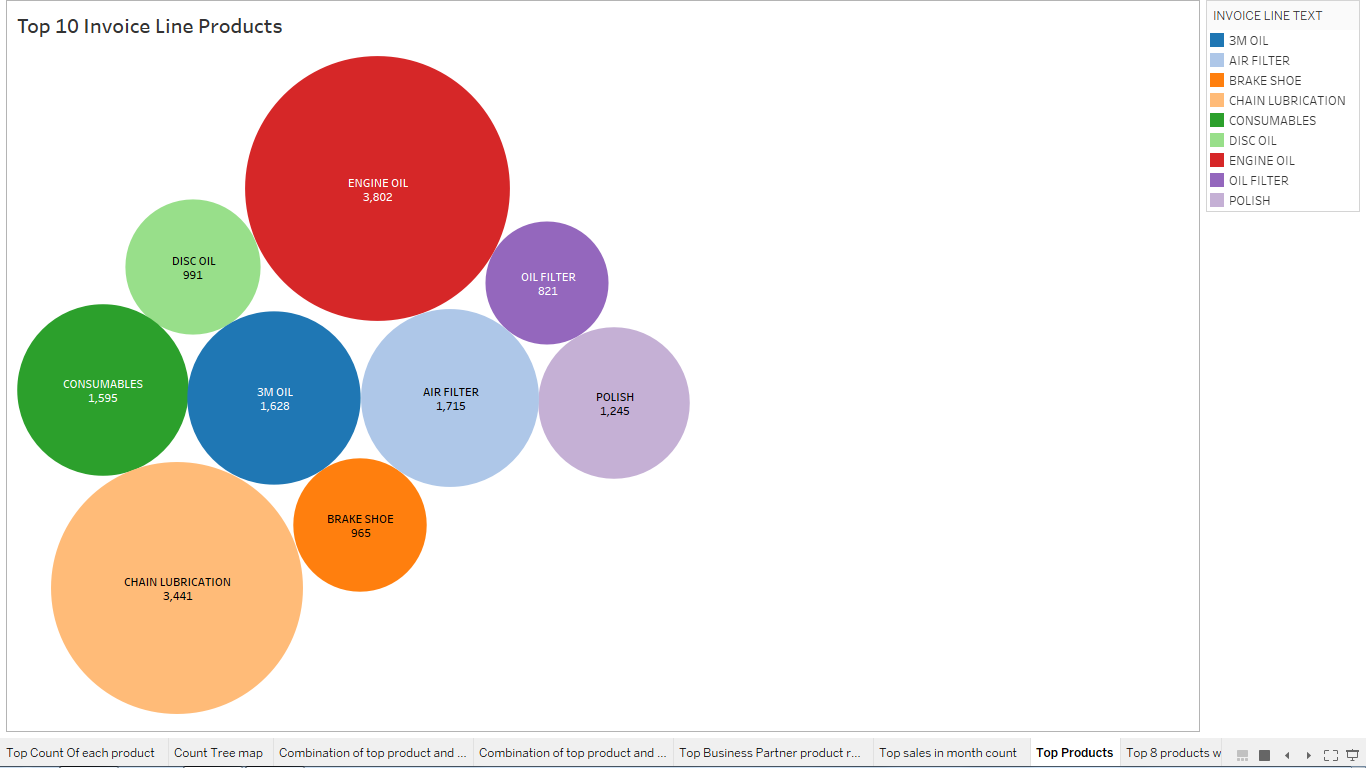 Top 10 Invoice Line Products
ENGINE OIL
3,802
DISC OIL
991
OIL FILTER
821
CONSUMABLES
1,595
3M OIL
1,628
AIR FILTER
1,715
POLISH
1,245
BRAKE SHOE
965
CHAIN LUBRICATION
3,441
INVOICE LINE TEXT
3M OIL
AIR FILTER
BRAKE SHOE
CHAIN LUBRICATION
CONSUMABLES
DISC OIL
ENGINE OIL
OIL FILTER
POLISH
Top Count Of each product
Count Tree map
Combination of top product and ...
Combination of top product and ...
Top Business Partner product r...
Top sales in month count
Top Products
Top 8 products w